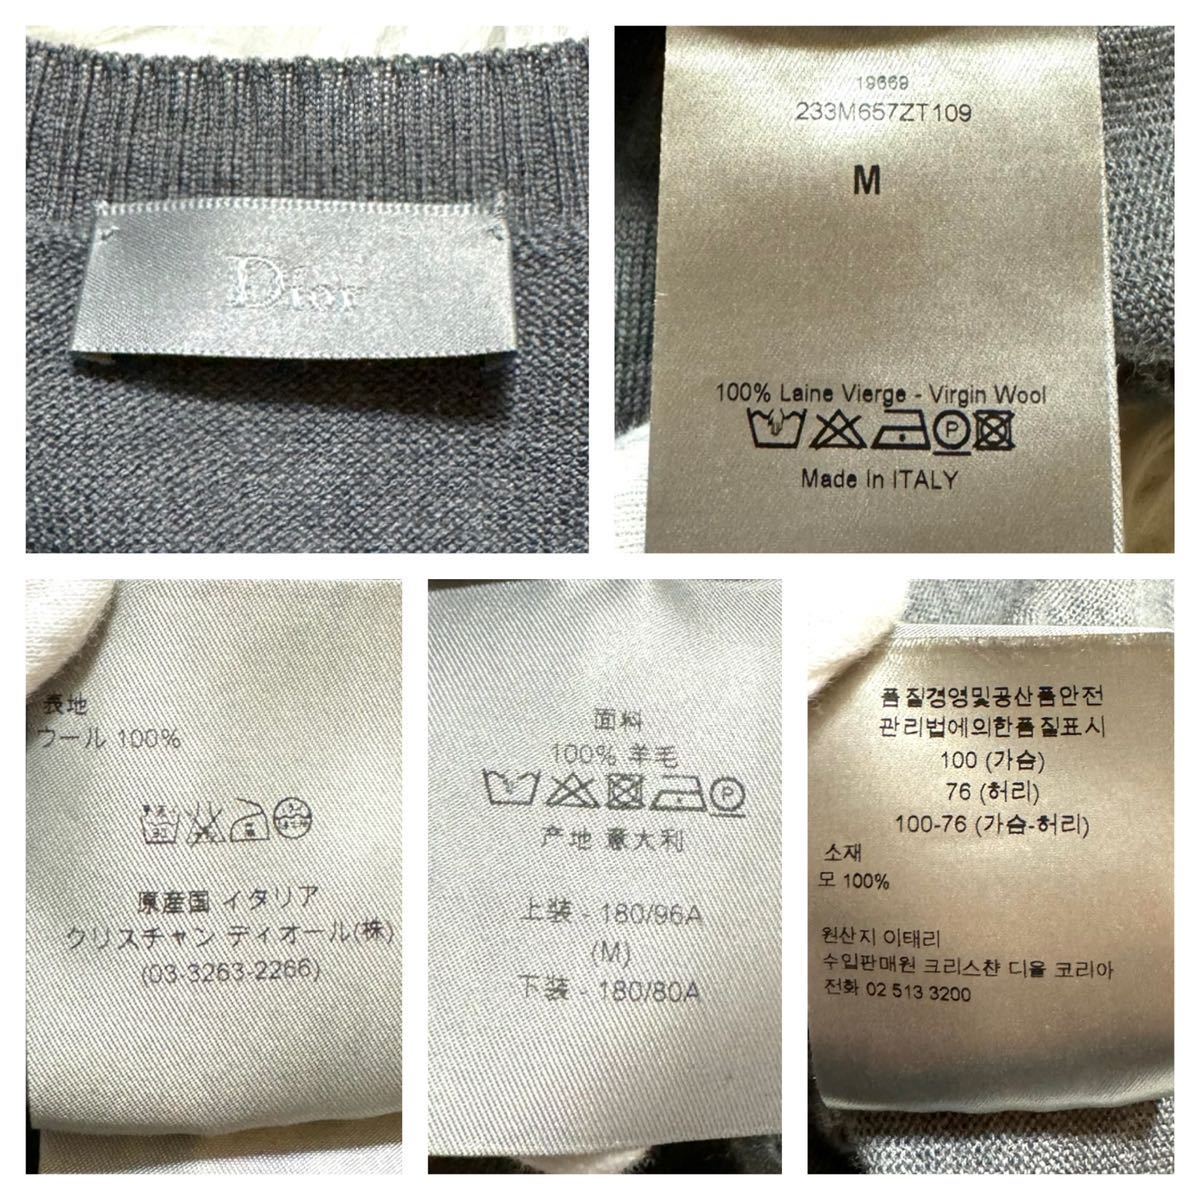 Dior
19669
233M657ZT109
M
100% Laine Vierge - Virgin Wool
P
Made In ITALY
表地
ウール 100%
原産国 イタリア
クリスチャン ディオール(株)
(03-3263-2266)
面料
100% 羊毛
P
产地 意大利
上装 - 180/96A
(M)
下装 - 180/80A
품질경영및공산품안전
관리법에의한품질표시
100 (가슴)
76 (허리)
100-76 (가슴-허리)
소재
모 100%
원산지 이태리
수입판매원 크리스챤 디올 코리아
전화 02 513 3200